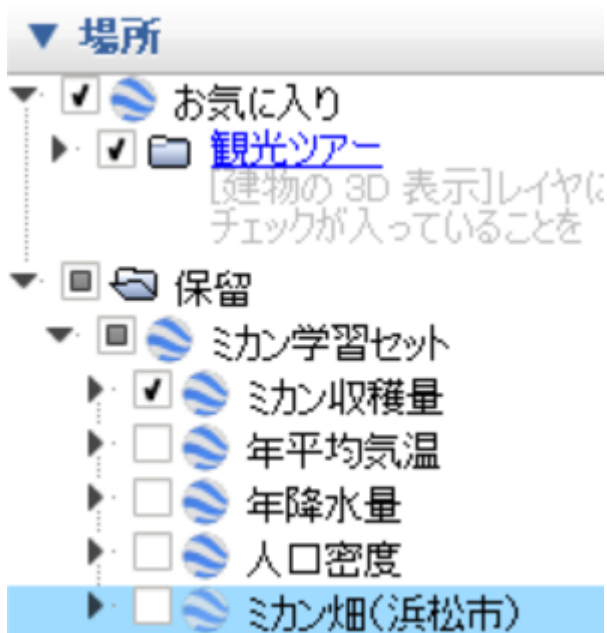 場所
お気に入り
観光ツアー
[建物の 3D 表示]レイヤに
チェックが入っていることを
保留
ミカン学習セット
ミカン収穫量
年平均気温
年降水量
人口密度
ミカン畑(浜松市)